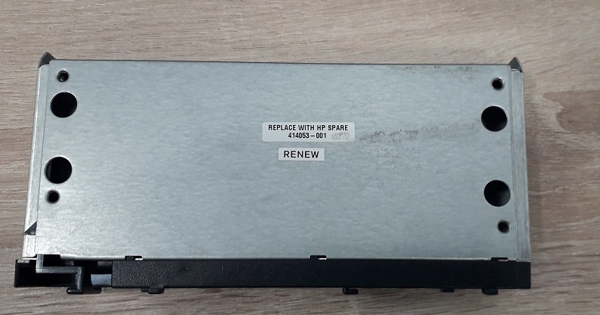 REPLACE WITH HP SPARE
414053-001
RENEW